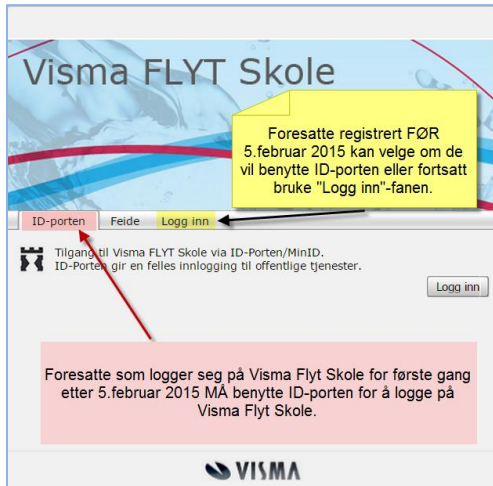 Visma FLYT Skole
Foresatte registrert FØR
5.februar 2015 kan velge om de
vil benytte ID-porten eller fortsatt
bruke "Logg inn"-fanen.
ID-porten Feide Logg inn
Tilgang til Visma FLYT Skole via ID-Porten/MinID.
ID-Porten gir en felles innlogging til offentlige tjenester.
Logg inn
Foresatte som logger seg på Visma Flyt Skole for første gang
etter 5.februar 2015 MÅ benytte ID-porten for å logge på
Visma Flyt Skole.
VISMA